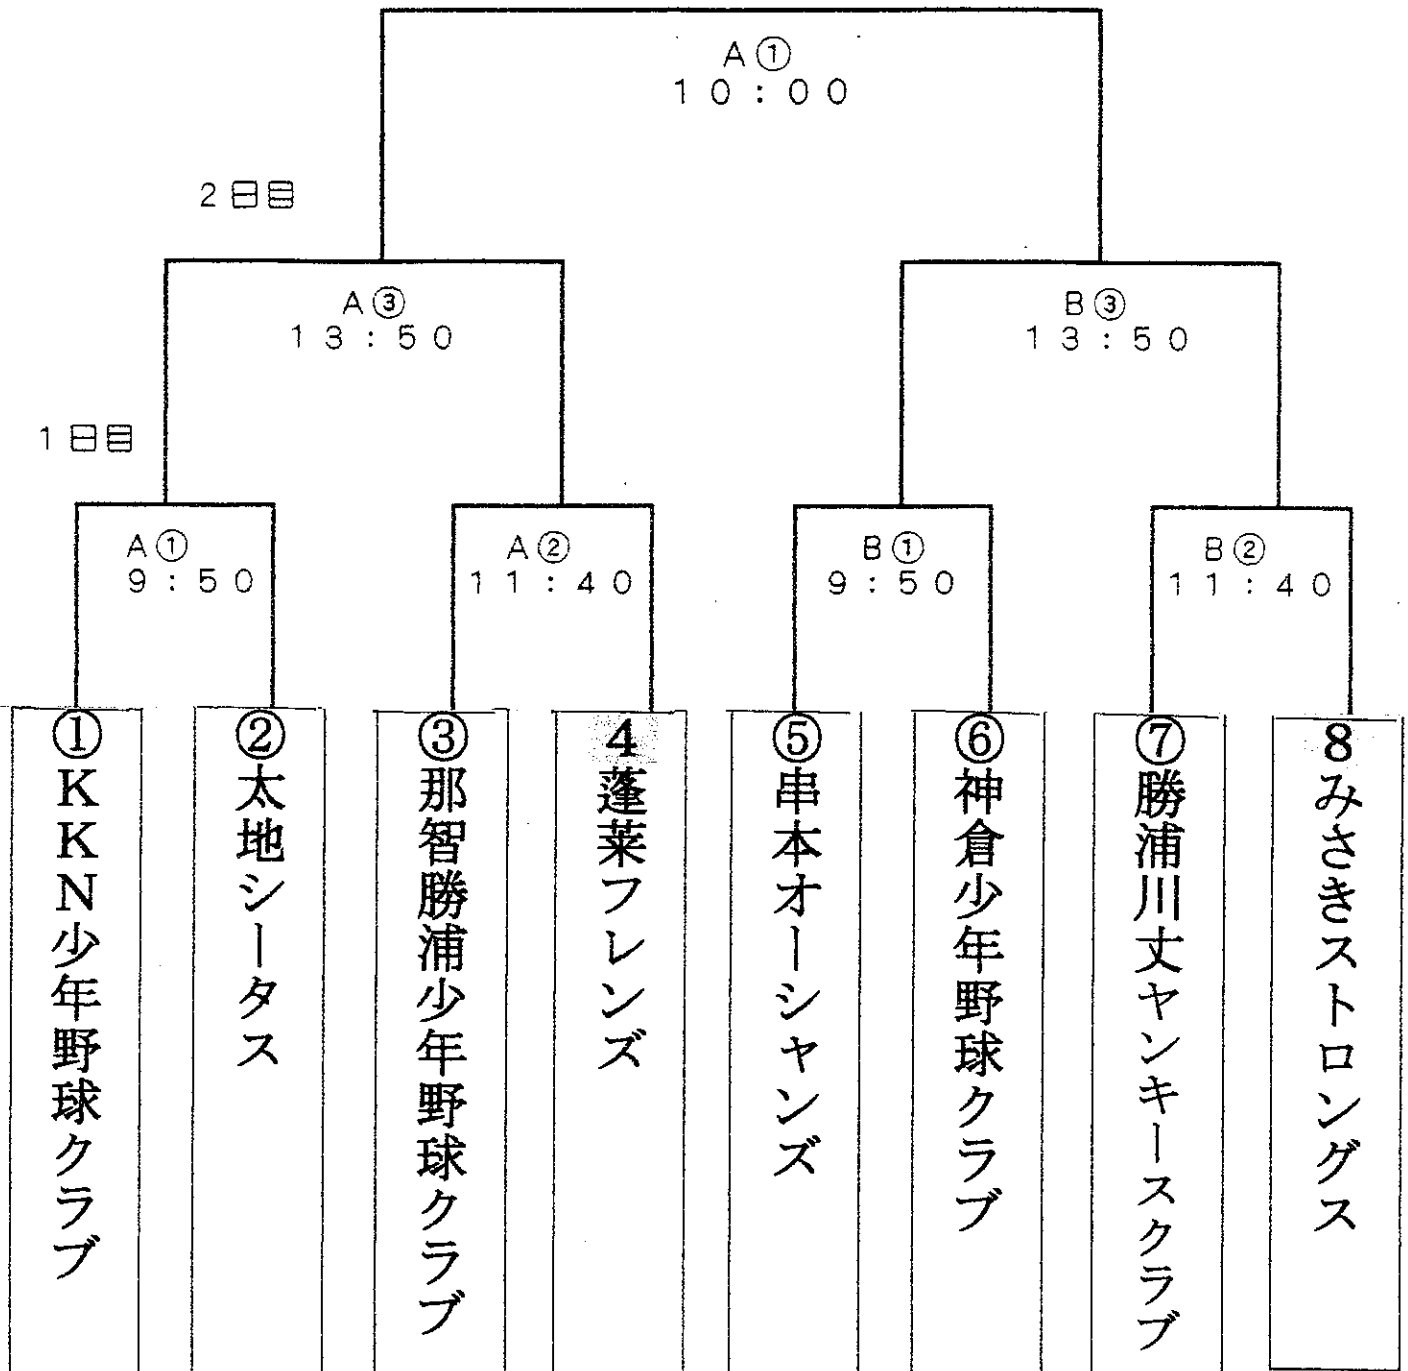 A①
10:00
2日目
A③
13:50
B③
13:50
1日目
A①
9:50
A②
11:40
B①
9:50
B②
11:40
①KKN少年野球クラブ
②太地シータス
③那智勝浦少年野球クラブ
4蓬莱フレンズ
⑤串本オーシャンズ
⑥神倉少年野球クラブ
⑦勝浦川丈ヤンキースクラブ
8みさきストロングス